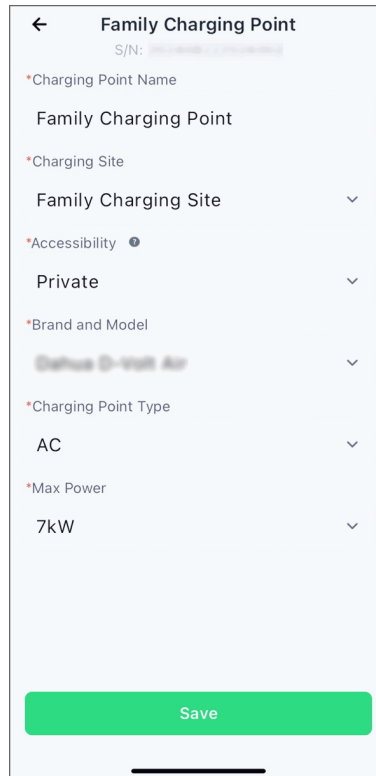 Family Charging Point
S/N:
*Charging Point Name
Family Charging Point
*Charging Site
Family Charging Site
*Accessibility ?
Private
*Brand and Model
*Charging Point Type
AC
*Max Power
7kW
Save